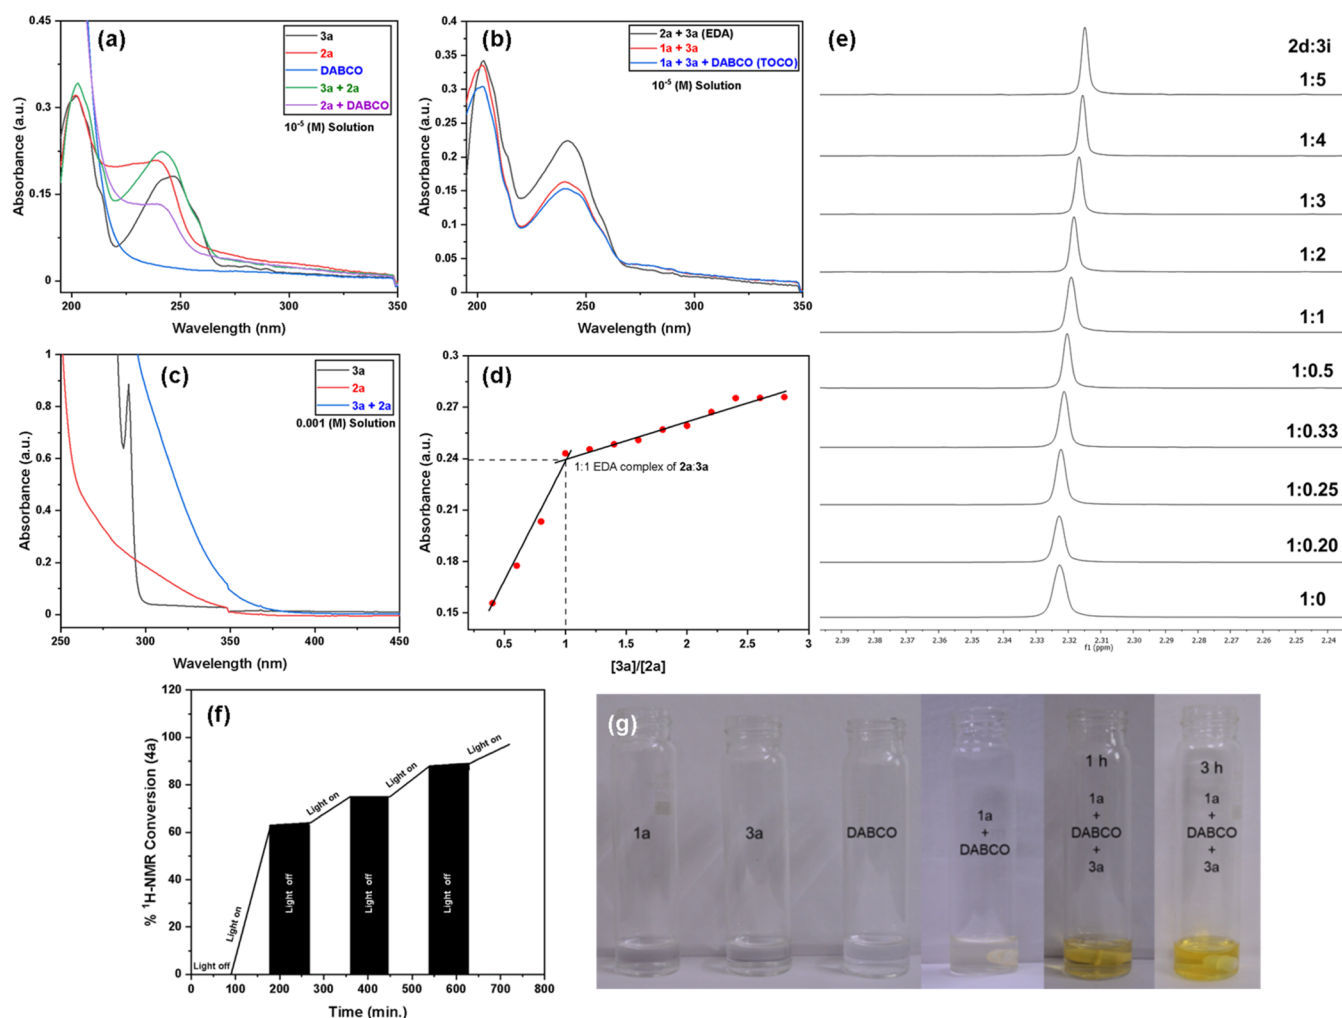 (a)
3a
2a
DABCO
3a + 2a
2a + DABCO
10⁻⁵ (M) Solution
Absorbance (a.u.)
0.45
0.3
0.15
0
200
250
300
350
Wavelength (nm)
(b)
2a + 3a (EDA)
1a + 3a
1a + 3a + DABCO (TOCO)
10⁻⁵ (M) Solution
Absorbance (a.u.)
0.4
0.35
0.3
0.25
0.2
0.15
0.1
0.05
0
200
250
300
350
Wavelength (nm)
(c)
3a
2a
3a + 2a
0.001 (M) Solution
Absorbance (a.u.)
1
0.8
0.6
0.4
0.2
0
250
300
350
400
450
Wavelength (nm)
(d)
1:1 EDA complex of 2a:3a
Absorbance (a.u.)
0.3
0.27
0.24
0.21
0.18
0.15
0.5
1
1.5
2
2.5
3
[3a]/[2a]
(e)
2d:3i
1:5
1:4
1:3
1:2
1:1
1:0.5
1:0.33
1:0.25
1:0.20
1:0
2.39
2.38
2.37
2.36
2.35
2.34
2.33
2.32
2.31
2.30
2.29
2.28
2.27
2.26
2.25
2.24
f1 (ppm)
(f)
% ¹H-NMR Conversion (4a)
120
100
80
60
40
20
0
Light off
Light on
Light off
Light on
Light off
Light on
Light off
Light on
0
100
200
300
400
500
600
700
800
Time (min.)
(g)
1a
3a
DABCO
1a
+
DABCO
1 h
1a
+
DABCO
+
3a
3 h
1a
+
DABCO
+
3a